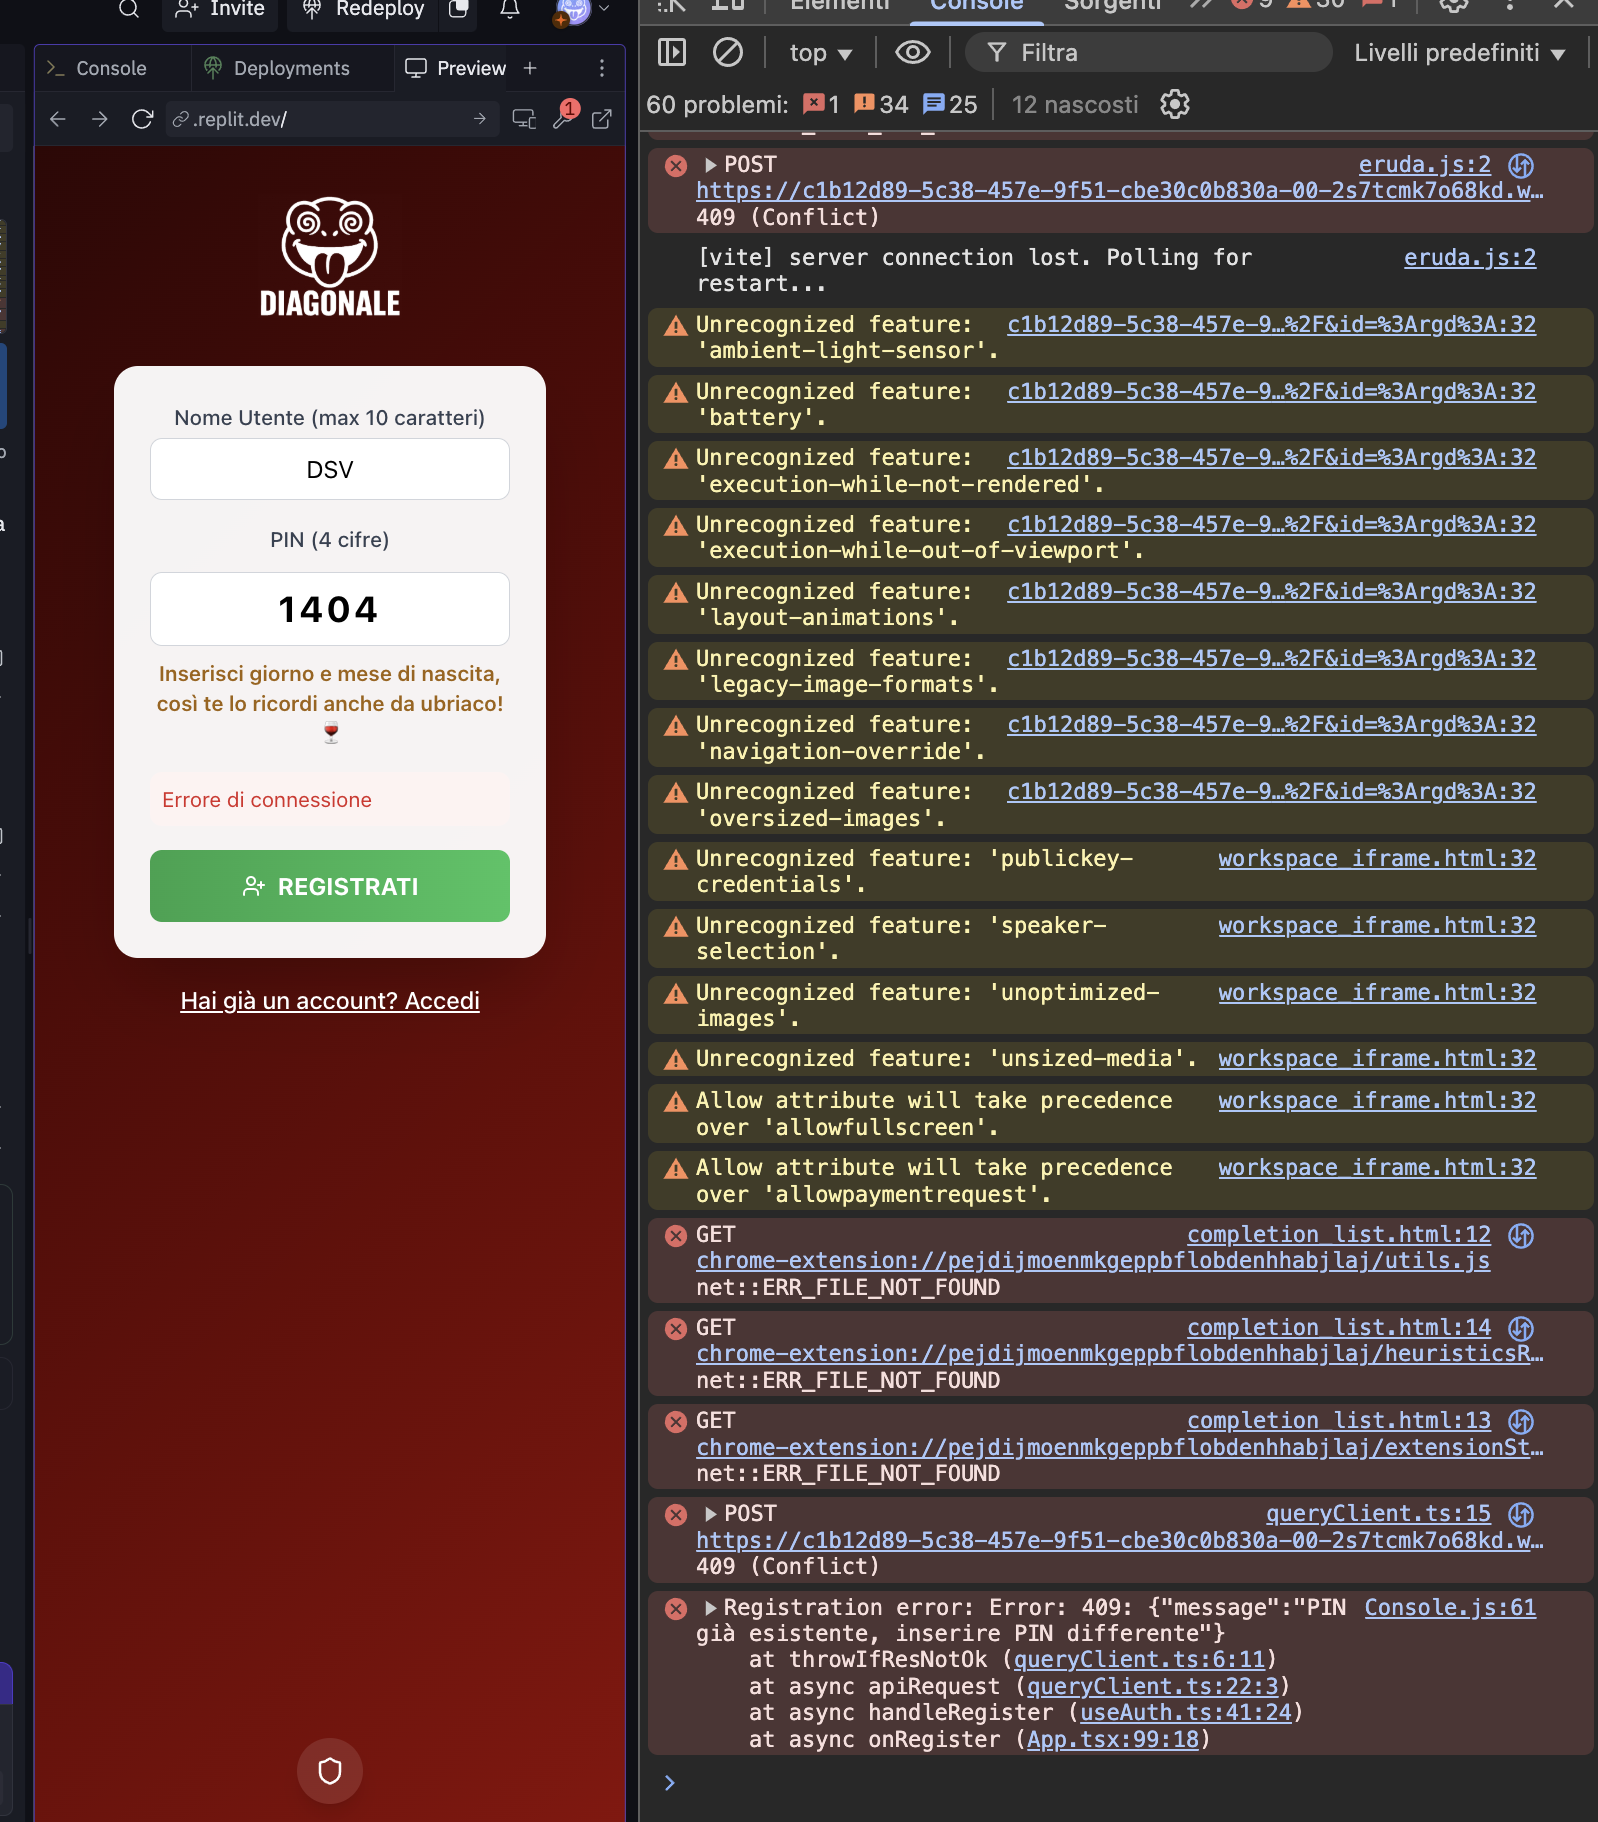 Invite
Redeploy
Console
Deployments
Preview
.replit.dev/
1
DIAGONALE
Nome Utente (max 10 caratteri)
DSV
PIN (4 cifre)
1404
Inserisci giorno e mese di nascita,
così te lo ricordi anche da ubriaco!
🍷
Errore di connessione
REGISTRATI
Hai già un account? Accedi
Elementi
Console
Sorgenti
9
30
1
top
Filtra
Livelli predefiniti
60 problemi:
1
34
25
12 nascosti
POST eruda.js:2
https://c1b12d89-5c38-457e-9f51-cbe30c0b830a-00-2s7tcmk7o68kd.w…
409 (Conflict)
[vite] server connection lost. Polling for eruda.js:2
restart...
Unrecognized feature: c1b12d89-5c38-457e-9…%2F&id=%3Argd%3A:32
'ambient-light-sensor'.
Unrecognized feature: c1b12d89-5c38-457e-9…%2F&id=%3Argd%3A:32
'battery'.
Unrecognized feature: c1b12d89-5c38-457e-9…%2F&id=%3Argd%3A:32
'execution-while-not-rendered'.
Unrecognized feature: c1b12d89-5c38-457e-9…%2F&id=%3Argd%3A:32
'execution-while-out-of-viewport'.
Unrecognized feature: c1b12d89-5c38-457e-9…%2F&id=%3Argd%3A:32
'layout-animations'.
Unrecognized feature: c1b12d89-5c38-457e-9…%2F&id=%3Argd%3A:32
'legacy-image-formats'.
Unrecognized feature: c1b12d89-5c38-457e-9…%2F&id=%3Argd%3A:32
'navigation-override'.
Unrecognized feature: c1b12d89-5c38-457e-9…%2F&id=%3Argd%3A:32
'oversized-images'.
Unrecognized feature: 'publickey- workspace_iframe.html:32
credentials'.
Unrecognized feature: 'speaker- workspace_iframe.html:32
selection'.
Unrecognized feature: 'unoptimized- workspace_iframe.html:32
images'.
Unrecognized feature: 'unsized-media'. workspace_iframe.html:32
Allow attribute will take precedence workspace_iframe.html:32
over 'allowfullscreen'.
Allow attribute will take precedence workspace_iframe.html:32
over 'allowpaymentrequest'.
GET completion_list.html:12
chrome-extension://pejdijmoenmkgeppbflobdenhhabjlaj/utils.js
net::ERR_FILE_NOT_FOUND
GET completion_list.html:14
chrome-extension://pejdijmoenmkgeppbflobdenhhabjlaj/heuristicsR…
net::ERR_FILE_NOT_FOUND
GET completion_list.html:13
chrome-extension://pejdijmoenmkgeppbflobdenhhabjlaj/extensionSt…
net::ERR_FILE_NOT_FOUND
POST queryClient.ts:15
https://c1b12d89-5c38-457e-9f51-cbe30c0b830a-00-2s7tcmk7o68kd.w…
409 (Conflict)
Registration error: Error: 409: {"message":"PIN Console.js:61
già esistente, inserire PIN differente"}
at throwIfResNotOk (queryClient.ts:6:11)
at async apiRequest (queryClient.ts:22:3)
at async handleRegister (useAuth.ts:41:24)
at async onRegister (App.tsx:99:18)